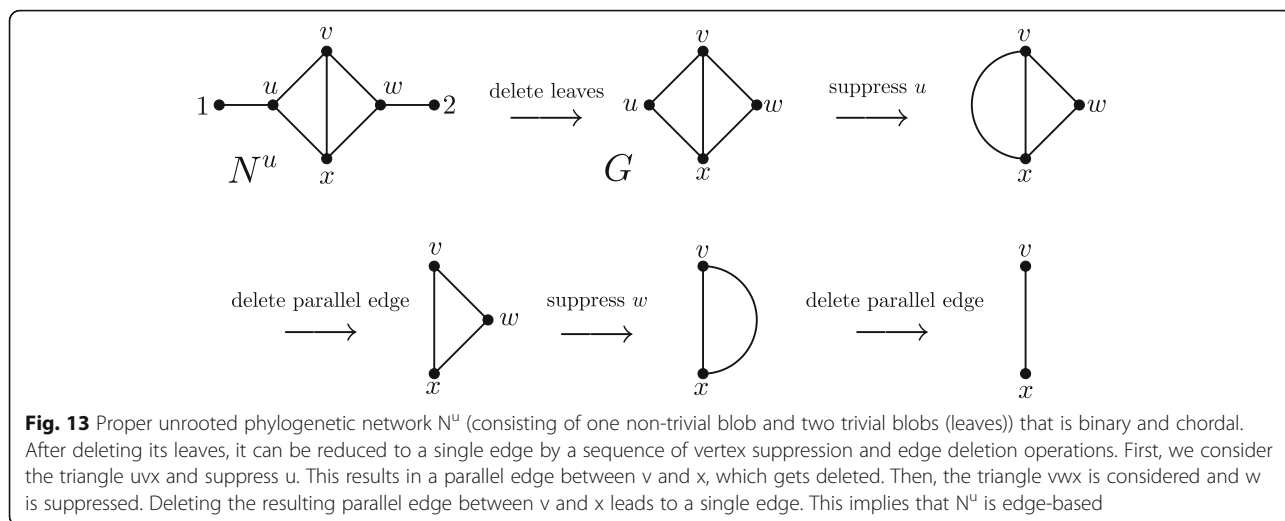 v
v
v
1
u
w
2
delete leaves
u
w
suppress u
w
N^u
x
G
x
x
v
v
v
delete parallel edge
w
suppress w
delete parallel edge
x
x
x
Fig. 13 Proper unrooted phylogenetic network N^u (consisting of one non-trivial blob and two trivial blobs (leaves)) that is binary and chordal.
After deleting its leaves, it can be reduced to a single edge by a sequence of vertex suppression and edge deletion operations. First, we consider
the triangle uvx and suppress u. This results in a parallel edge between v and x, which gets deleted. Then, the triangle vwx is considered and w
is suppressed. Deleting the resulting parallel edge between v and x leads to a single edge. This implies that N^u is edge-based